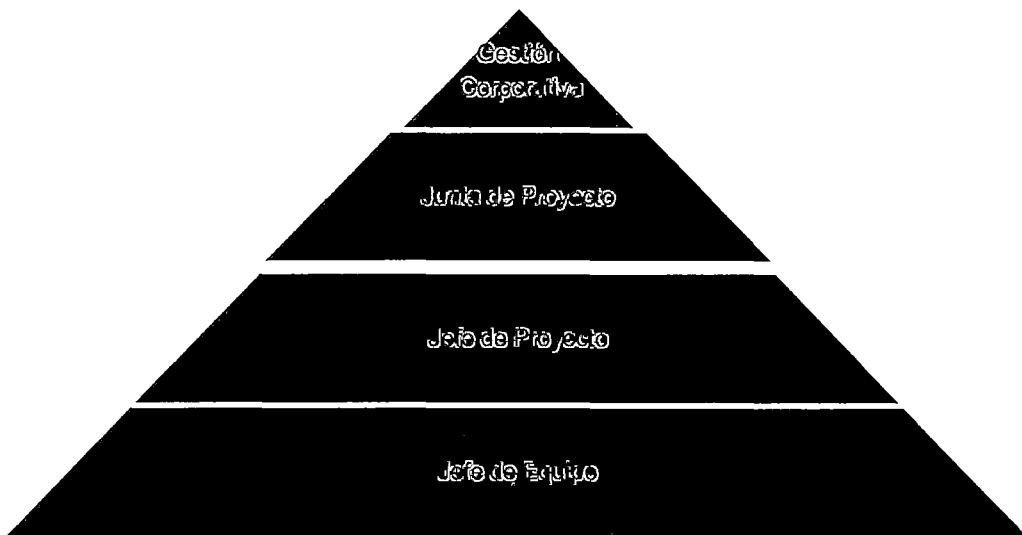 Gestión
Corporativa
Junta de Proyecto
Jefe de Proyecto
Jefe de Equipo